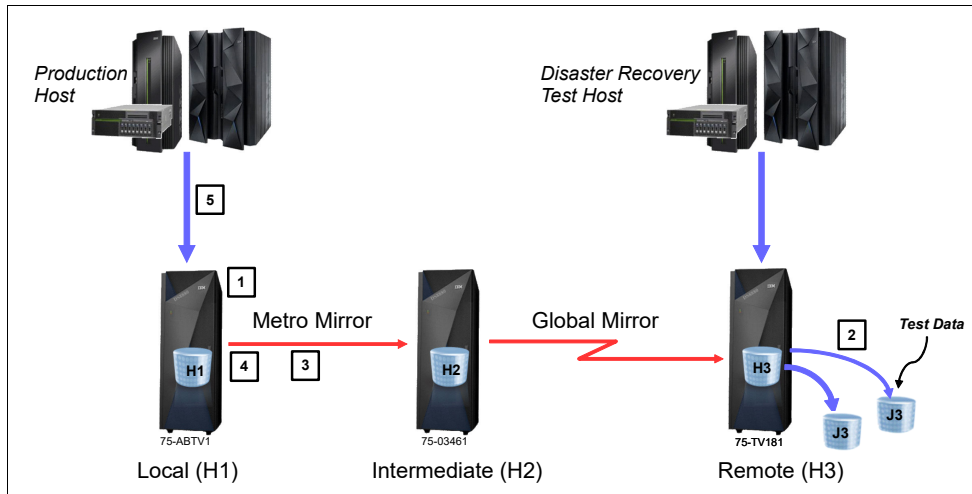 Production
Host
Disaster Recovery
Test Host
5
1
Metro Mirror
Global Mirror
2
Test Data
4
3
H1
H2
H3
J3
J3
75-ABTV1
75-03461
75-TV181
Local (H1)
Intermediate (H2)
Remote (H3)